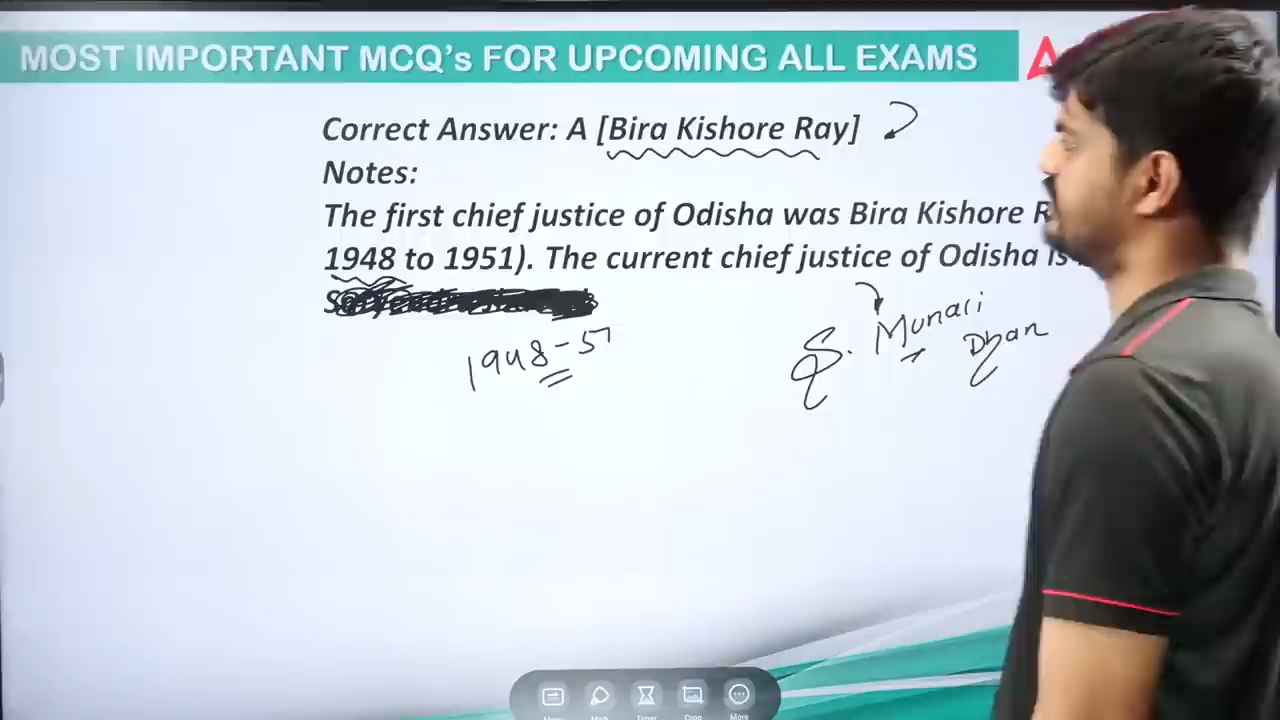 MOST IMPORTANT MCQ's FOR UPCOMING ALL EXAMS
Correct Answer: A [Bira Kishore Ray]
Notes:
The first chief justice of Odisha was Bira Kishore
1948 to 1951). The current chief justice of Odisha is
S. Munari
Dhan
1948-51